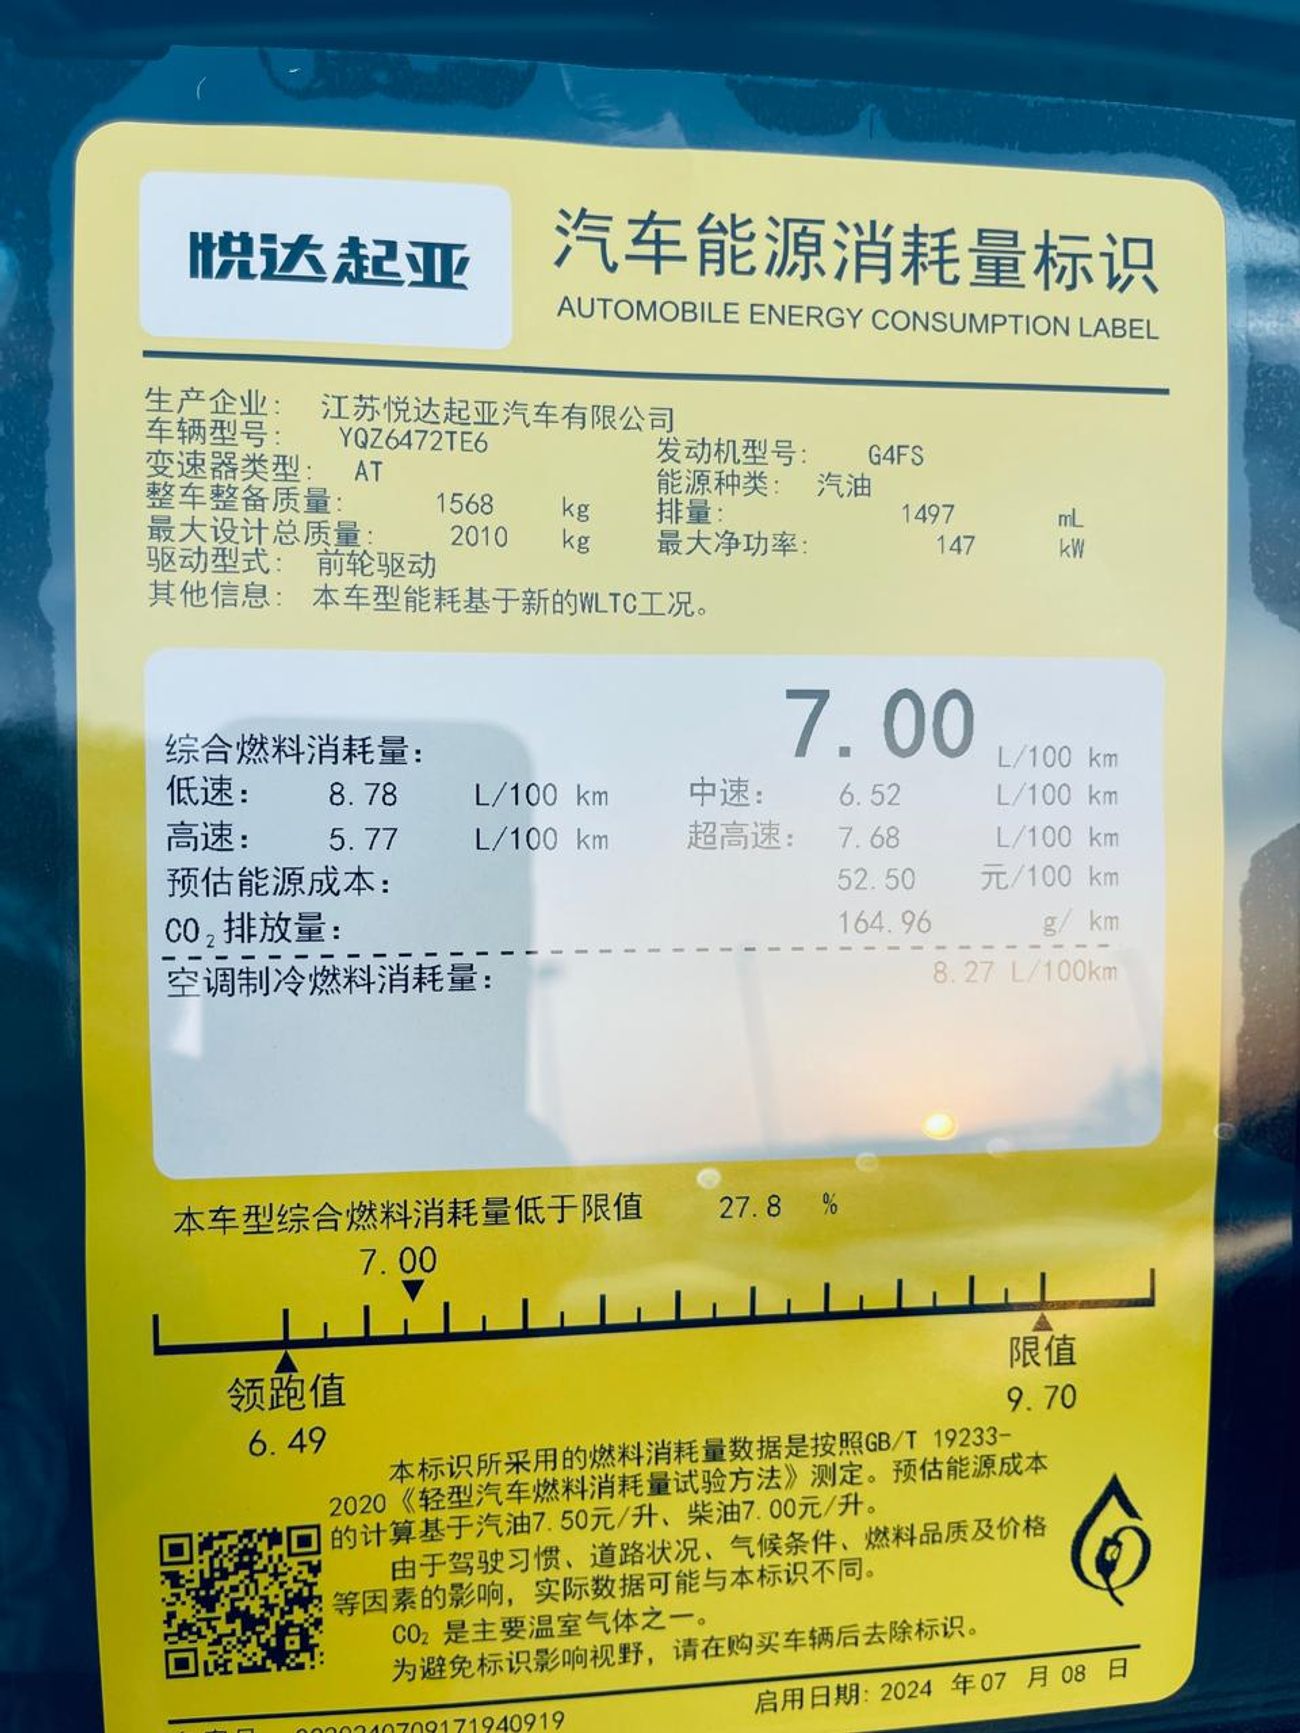 悦达起亚
汽车能源消耗量标识
AUTOMOBILE ENERGY CONSUMPTION LABEL
生产企业: 江苏悦达起亚汽车有限公司
车辆型号: YQZ6472TE6 发动机型号: G4FS
变速器类型: AT 能源种类: 汽油
整车整备质量: 1568 kg 排量: 1497 mL
最大设计总质量: 2010 kg 最大净功率: 147 kW
驱动型式: 前轮驱动
其他信息: 本车型能耗基于新的WLTC工况。
综合燃料消耗量: 7.00 L/100 km
低速: 8.78 L/100 km 中速: 6.52 L/100 km
高速: 5.77 L/100 km 超高速: 7.68 L/100 km
预估能源成本: 52.50 元/100 km
CO₂排放量: 164.96 g/ km
空调制冷燃料消耗量: 8.27 L/100km
本车型综合燃料消耗量低于限值 27.8 %
7.00
领跑值 限值
6.49 9.70
本标识所采用的燃料消耗量数据是按照GB/T 19233-
2020《轻型汽车燃料消耗量试验方法》测定。预估能源成本
的计算基于汽油7.50元/升、柴油7.00元/升。
由于驾驶习惯、道路状况、气候条件、燃料品质及价格
等因素的影响，实际数据可能与本标识不同。
CO₂ 是主要温室气体之一。
为避免标识影响视野，请在购买车辆后去除标识。
启用日期: 2024 年07 月 08 日